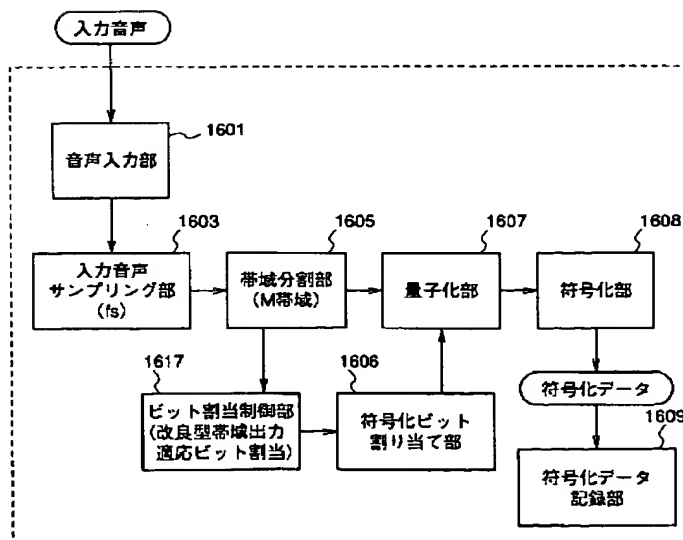 入力音声
1601
音声入力部
1603
入力音声
サンプリング部
(fs)
1605
帯域分割部
(M帯域)
1607
量子化部
1608
符号化部
1617
ビット割当制御部
(改良型帯域出力
適応ビット割当)
1606
符号化ビット
割り当て部
符号化データ
1609
符号化データ
記録部